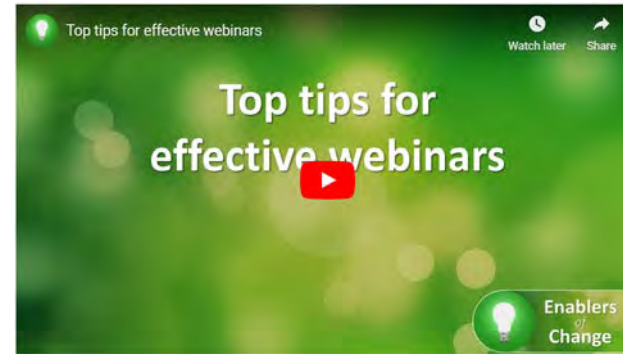 Top tips for effective webinars
Watch later
Share
Top tips for
effective webinars
Enablers
of
Change